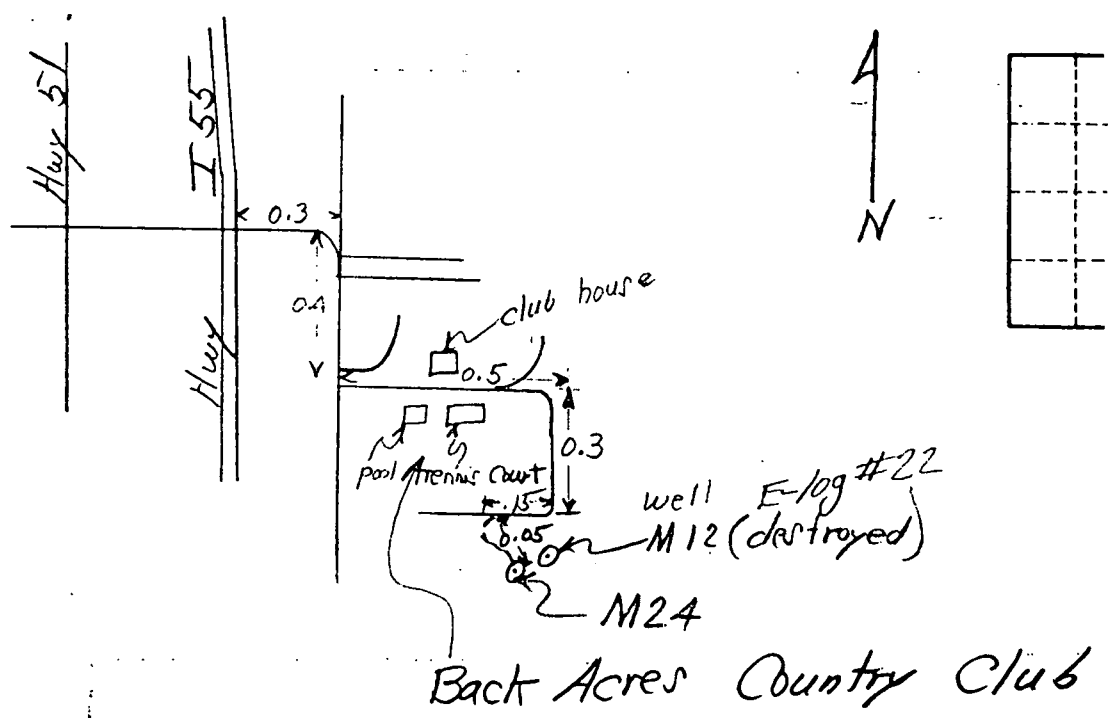 Hwy 51
I 55
Hwy
0.3
N
0.4
club house
0.5
0.3
pool
tennis court
.15
0.05
well E-log #22
M12 (destroyed)
M24
Back Acres Country Club